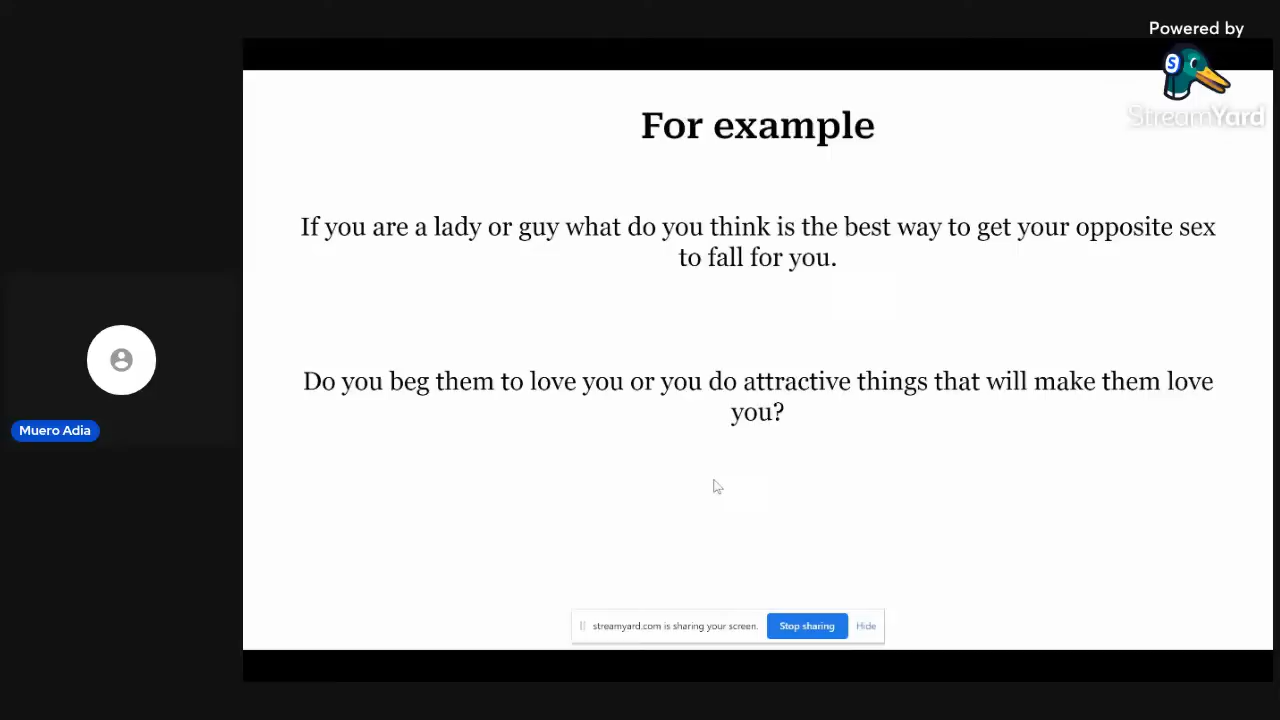 Powered by
StreamYard
For example
If you are a lady or guy what do you think is the best way to get your opposite sex
to fall for you.
Do you beg them to love you or you do attractive things that will make them love
you?
Muero Adia
streamyard.com is sharing your screen.
Stop sharing
Hide